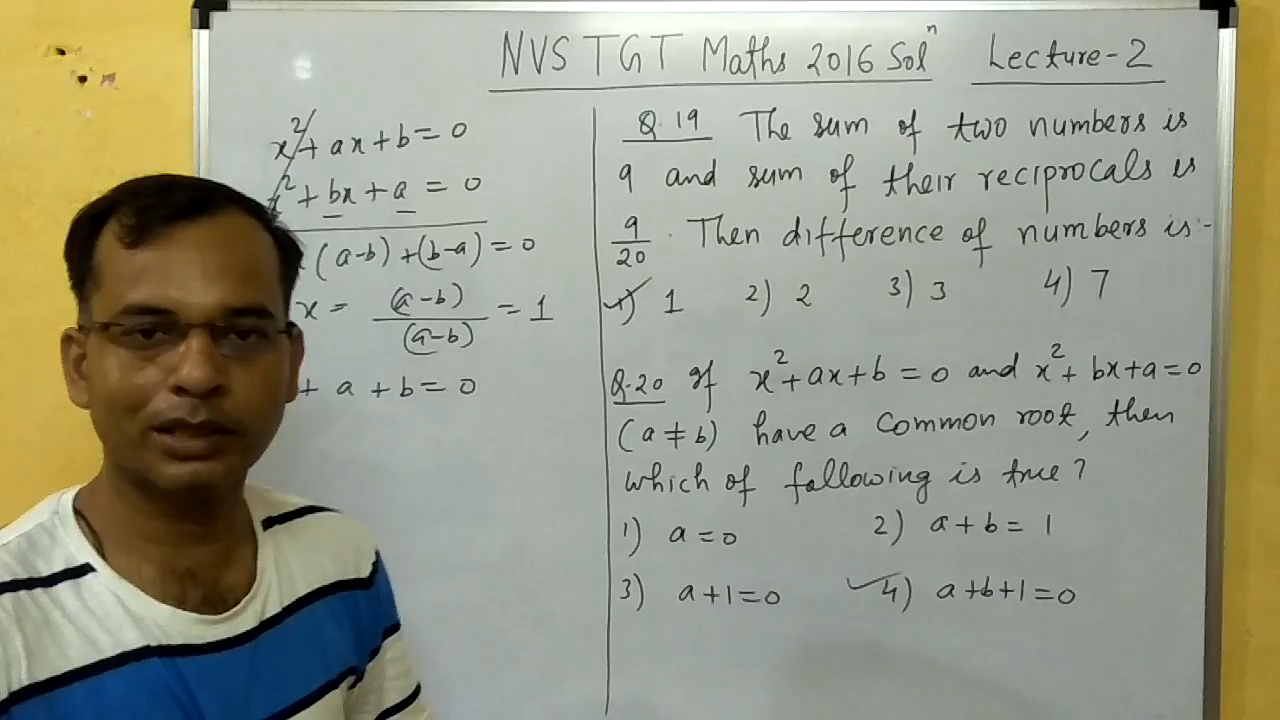 NVS TGT Maths 2016 Solⁿ Lecture-2
x² + ax + b = 0
x² + bx + a = 0
(a-b) + (b-a) = 0
x = (a-b)/(a-b) = 1
+ a + b = 0
Q.19 The sum of two numbers is
9 and sum of their reciprocals is
9/20. Then difference of numbers is:-
1) 1 2) 2 3) 3 4) 7
Q.20 If x² + ax + b = 0 and x² + bx + a = 0
(a ≠ b) have a common root, then
which of following is true?
1) a = 0 2) a + b = 1
3) a + 1 = 0 4) a + b + 1 = 0